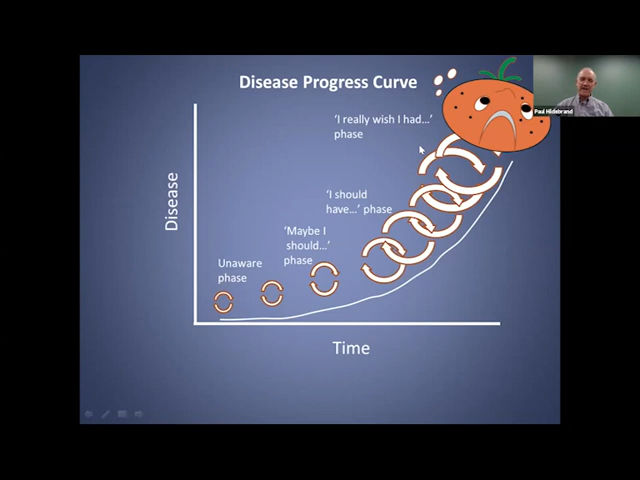 Disease Progress Curve
Paul Hildebrand
‘I really wish I had…’
phase
‘I should
have…’ phase
‘Maybe I
should…’
phase
Unaware
phase
Disease
Time